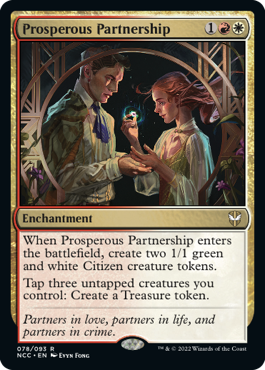 Prosperous Partnership 1
Enchantment
When Prosperous Partnership enters
the battlefield, create two 1/1 green
and white Citizen creature tokens.
Tap three untapped creatures you
control: Create a Treasure token.
Partners in love, partners in life, and
partners in crime.
078/093 R
NCC • EN Evyn Fong
™ & © 2022 Wizards of the Coast